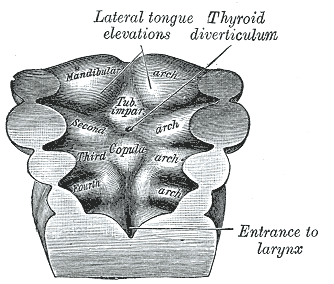 Lateral tongue elevations
Thyroid diverticulum
Mandibular arch
Tub. impar.
Second arch
Copula
Third arch
Fourth arch
Entrance to larynx